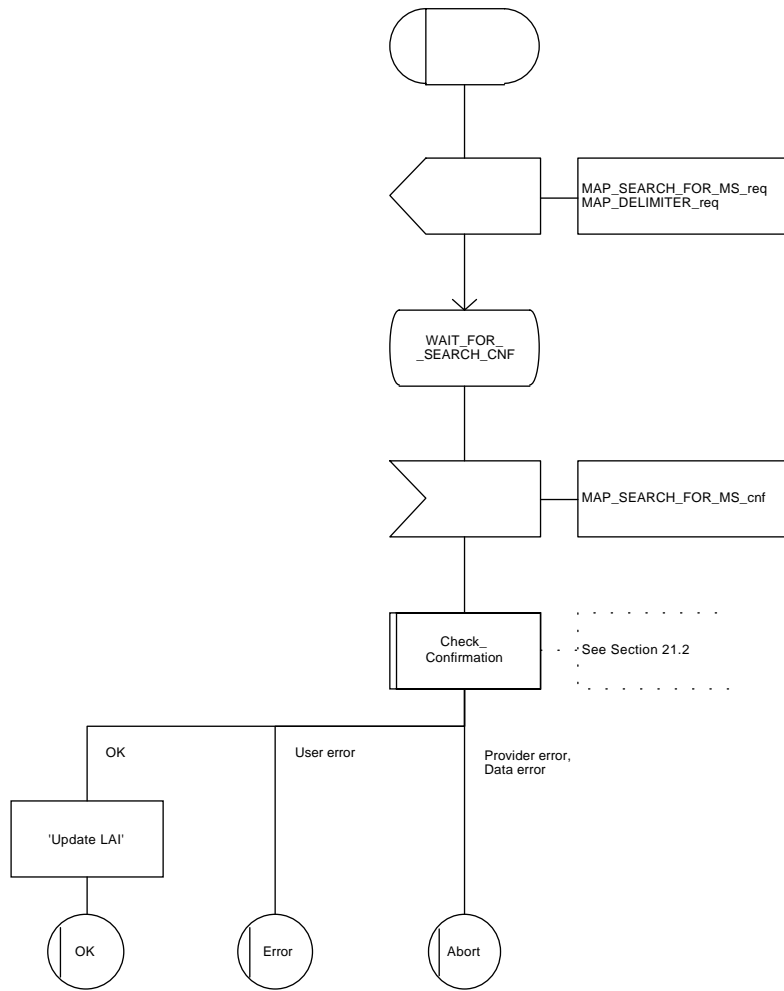 MAP_SEARCH_FOR_MS_req
MAP_DELIMITER_req
WAIT_FOR_
_SEARCH_CNF
MAP_SEARCH_FOR_MS_cnf
Check_
Confirmation
See Section 21.2
OK
User error
Provider error,
Data error
'Update LAI'
OK
Error
Abort